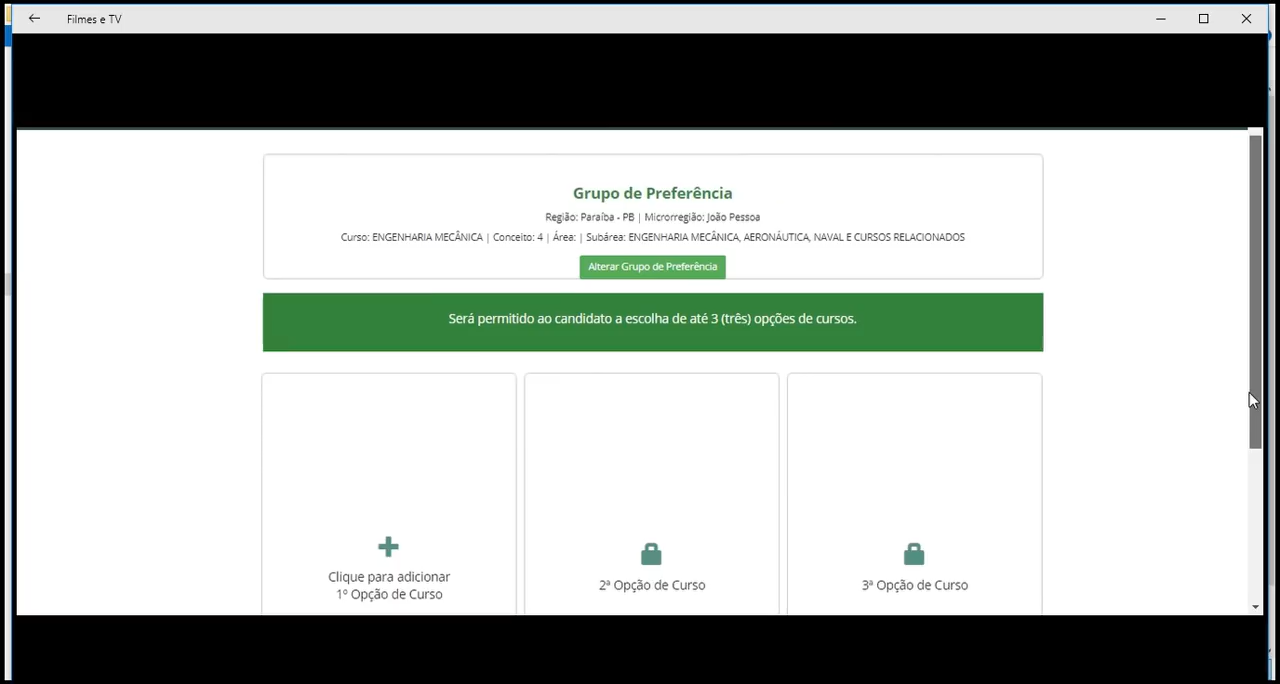 Filmes e TV
Grupo de Preferência
Região: Paraíba - PB | Microrregião: João Pessoa
Curso: ENGENHARIA MECÂNICA | Conceito: 4 | Área: | Subárea: ENGENHARIA MECÂNICA, AERONÁUTICA, NAVAL E CURSOS RELACIONADOS
Alterar Grupo de Preferência
Será permitido ao candidato a escolha de até 3 (três) opções de cursos.
Clique para adicionar
1º Opção de Curso
2ª Opção de Curso
3ª Opção de Curso